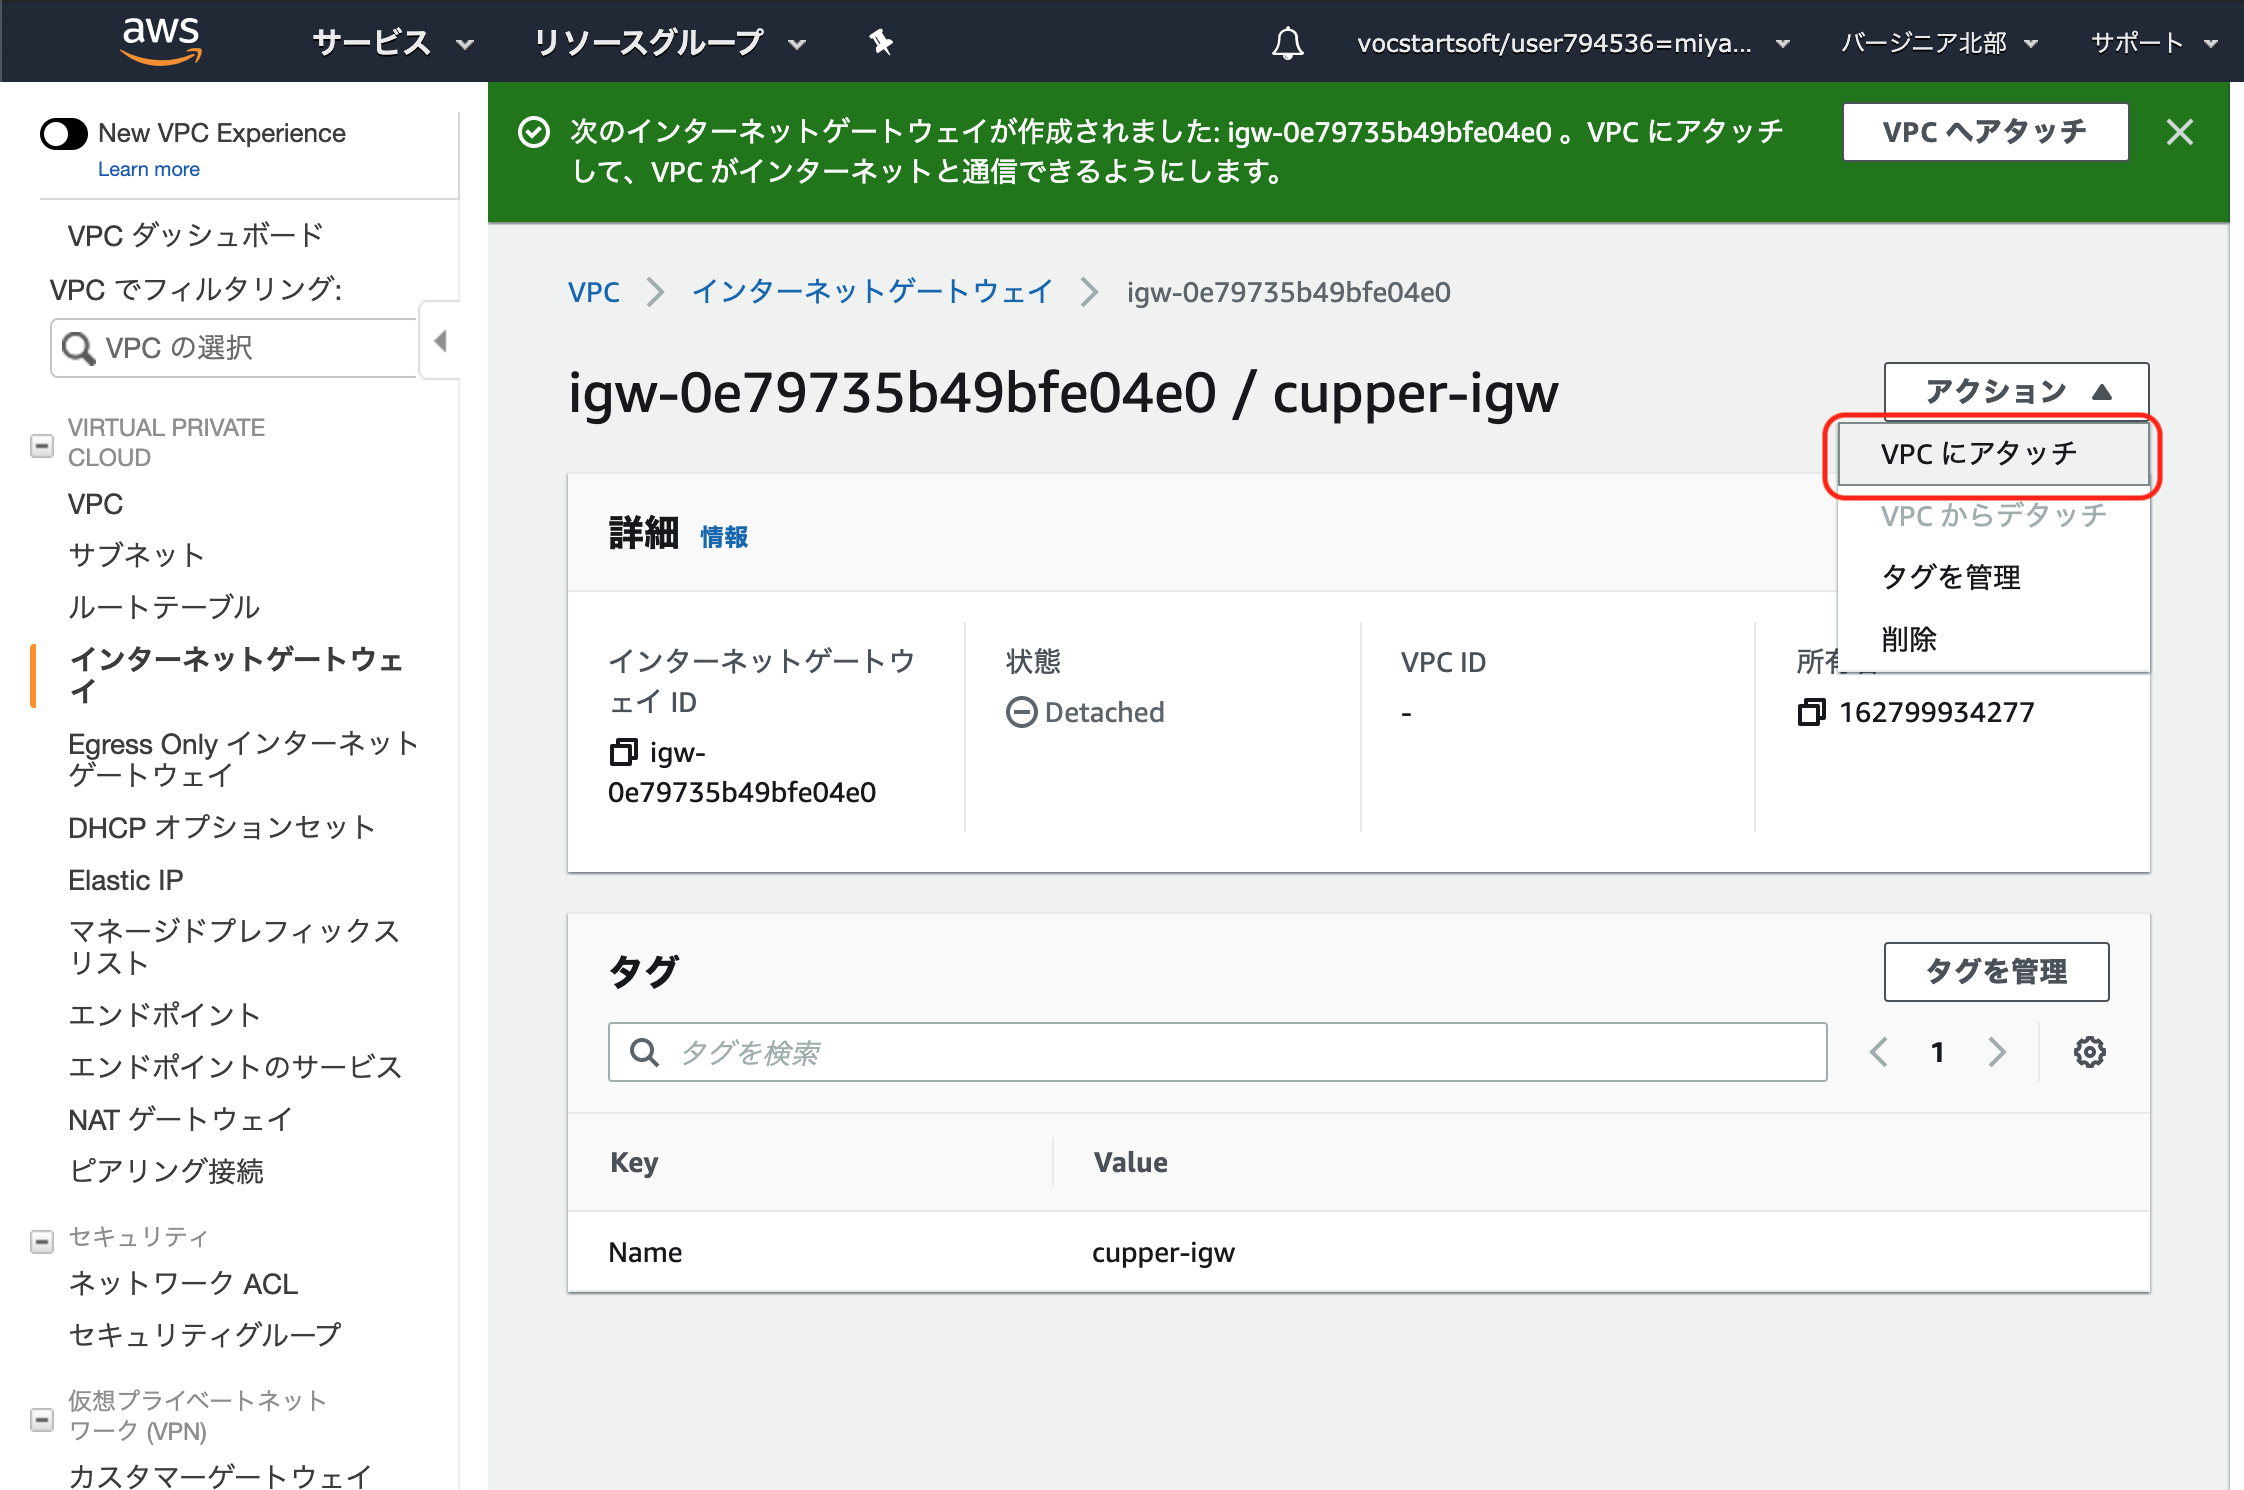 aws
サービス
リソースグループ
vocstartsoft/user794536=miya...
バージニア北部
サポート
New VPC Experience
Learn more
VPC ダッシュボード
VPC でフィルタリング:
VPC の選択
VIRTUAL PRIVATE
CLOUD
VPC
サブネット
ルートテーブル
インターネットゲートウェ
イ
Egress Only インターネット
ゲートウェイ
DHCP オプションセット
Elastic IP
マネージドプレフィックス
リスト
エンドポイント
エンドポイントのサービス
NAT ゲートウェイ
ピアリング接続
セキュリティ
ネットワーク ACL
セキュリティグループ
仮想プライベートネット
ワーク (VPN)
カスタマーゲートウェイ
次のインターネットゲートウェイが作成されました: igw-0e79735b49bfe04e0 。VPC にアタッチ
して、VPC がインターネットと通信できるようにします。
VPC へアタッチ
VPC
インターネットゲートウェイ
igw-0e79735b49bfe04e0
igw-0e79735b49bfe04e0 / cupper-igw
アクション
VPC にアタッチ
VPC からデタッチ
タグを管理
削除
詳細 情報
インターネットゲートウ
ェイ ID
igw-
0e79735b49bfe04e0
状態
Detached
VPC ID
-
162799934277
タグ
タグを管理
タグを検索
1
Key
Value
Name
cupper-igw